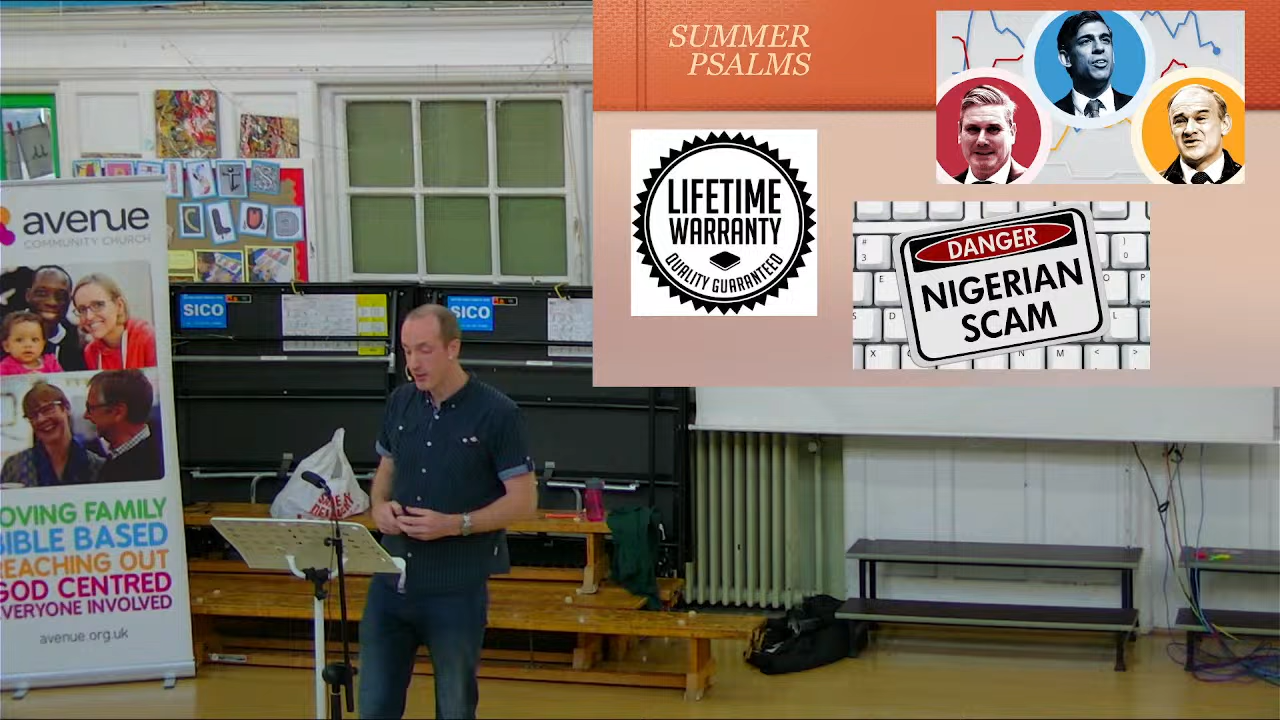 SUMMER
PSALMS
LIFETIME
WARRANTY
QUALITY GUARANTEED
DANGER
NIGERIAN
SCAM
avenue
COMMUNITY CHURCH
SICO
SICO
OVING FAMILY
BIBLE BASED
REACHING OUT
GOD CENTRED
EVERYONE INVOLVED
avenue.org.uk